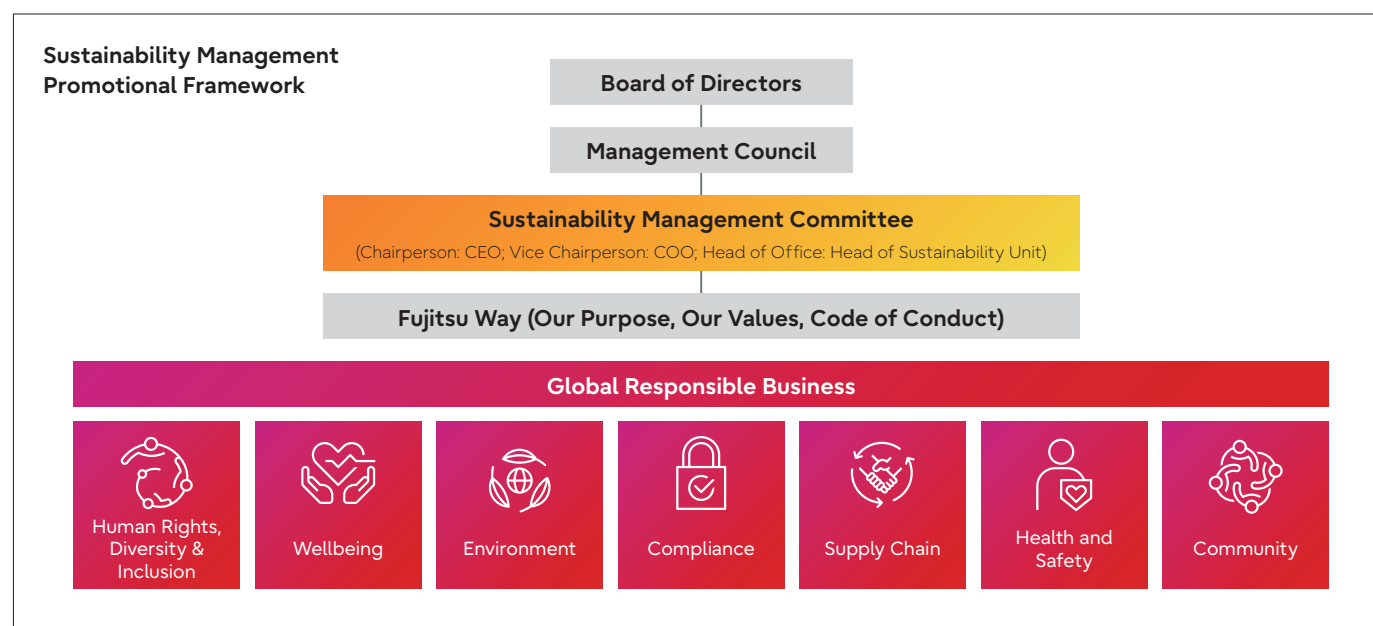 Sustainability Management
Promotional Framework
Board of Directors
Management Council
Sustainability Management Committee
(Chairperson: CEO; Vice Chairperson: COO; Head of Office: Head of Sustainability Unit)
Fujitsu Way (Our Purpose, Our Values, Code of Conduct)
Global Responsible Business
Human Rights,
Diversity &
Inclusion
Wellbeing
Environment
Compliance
Supply Chain
Health and
Safety
Community